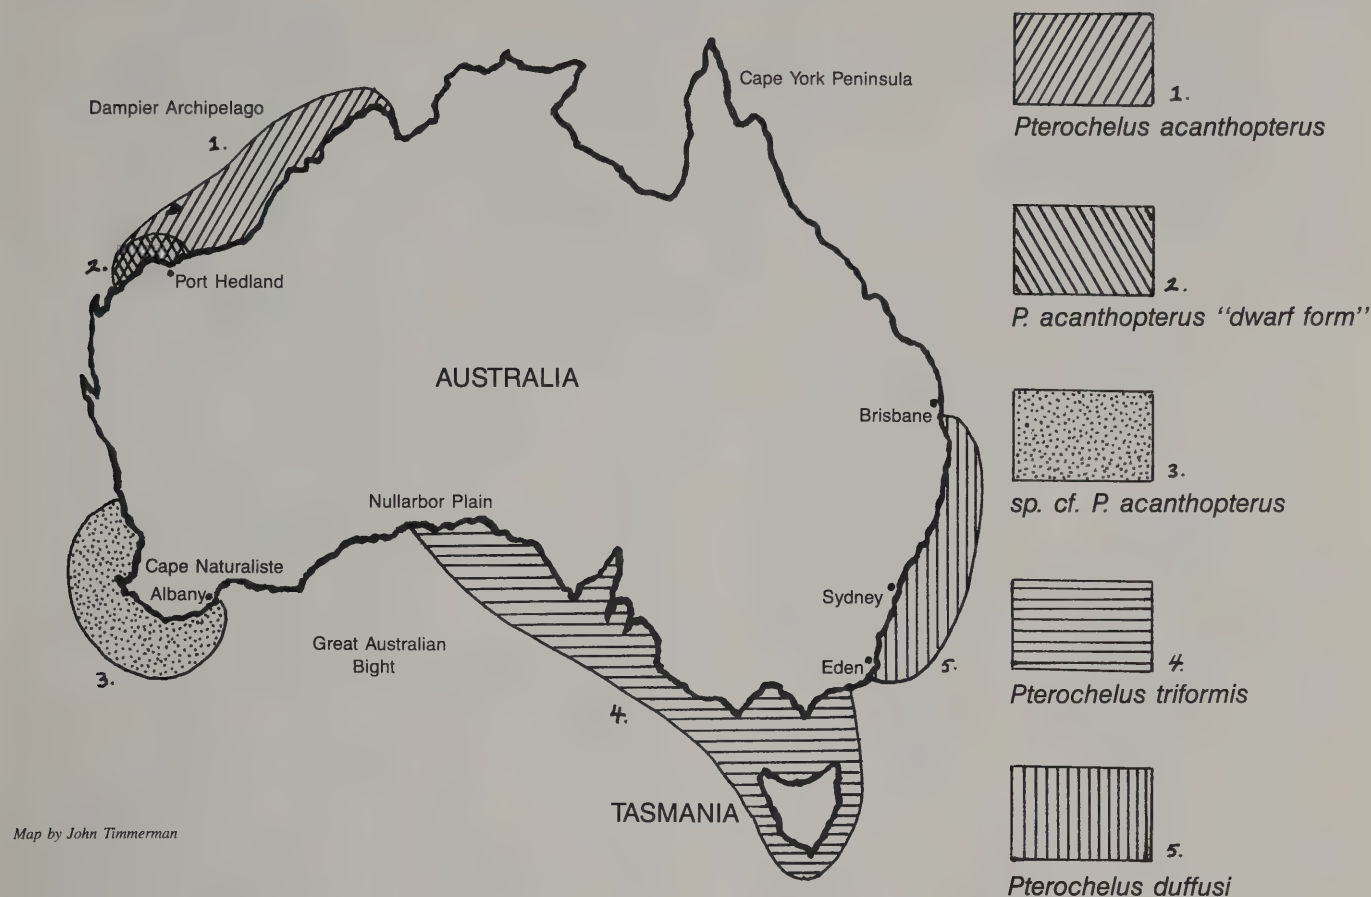 Dampier Archipelago
1.
2.
Port Hedland
Cape York Peninsula
AUSTRALIA
Brisbane
Nullarbor Plain
Cape Naturaliste
Albany
3.
Great Australian
Bight
4.
Sydney
Eden
5.
TASMANIA
Map by John Timmerman
1.
Pterochelus acanthopterus
2.
P. acanthopterus "dwarf form"
3.
sp. cf. P. acanthopterus
4.
Pterochelus triformis
5.
Pterochelus duffusi